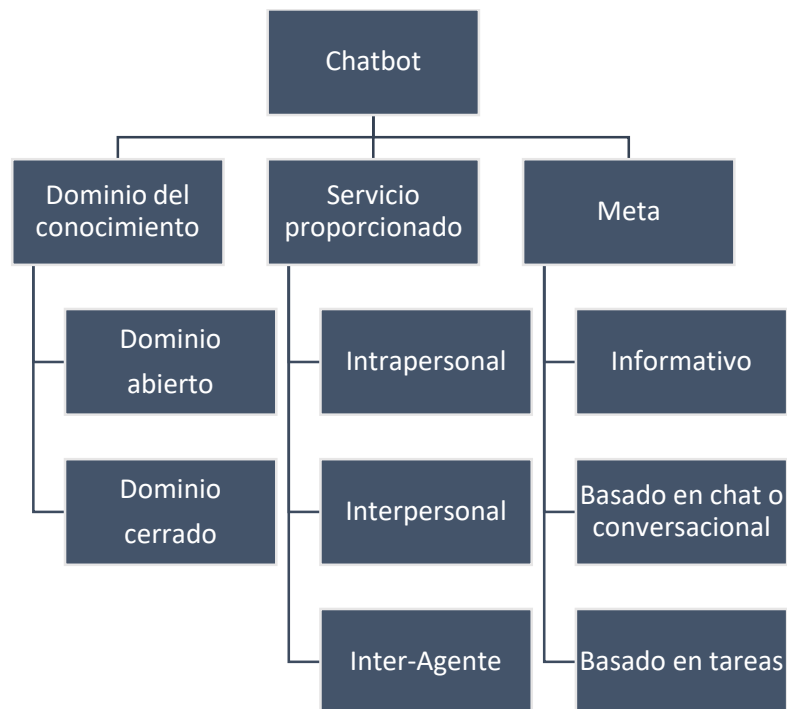 Chatbot
Dominio del
conocimiento
Servicio
proporcionado
Meta
Dominio
abierto
Intrapersonal
Informativo
Dominio
cerrado
Interpersonal
Basado en chat o
conversacional
Inter-Agente
Basado en tareas